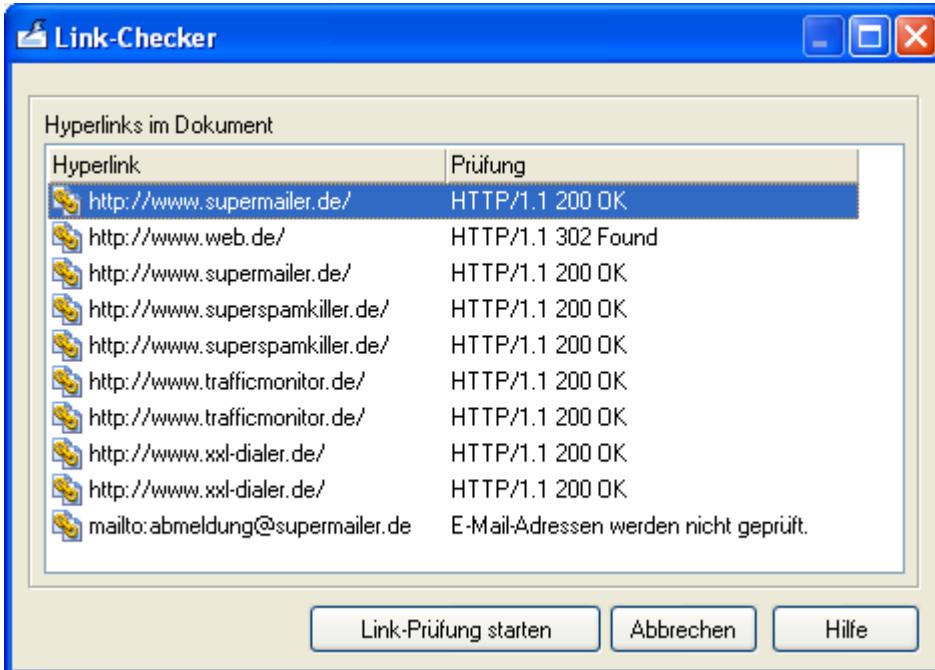 Link-Checker
Hyperlinks im Dokument
Hyperlink Prüfung
http://www.supermailer.de/ HTTP/1.1 200 OK
http://www.web.de/ HTTP/1.1 302 Found
http://www.supermailer.de/ HTTP/1.1 200 OK
http://www.superspamkiller.de/ HTTP/1.1 200 OK
http://www.superspamkiller.de/ HTTP/1.1 200 OK
http://www.trafficmonitor.de/ HTTP/1.1 200 OK
http://www.trafficmonitor.de/ HTTP/1.1 200 OK
http://www.xxl-dialer.de/ HTTP/1.1 200 OK
http://www.xxl-dialer.de/ HTTP/1.1 200 OK
mailto:abmeldung@supermailer.de E-Mail-Adressen werden nicht geprüft.
Link-Prüfung starten Abbrechen Hilfe